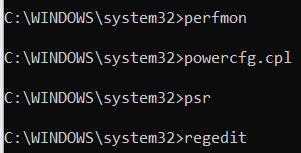 C:\WINDOWS\system32>perfmon
C:\WINDOWS\system32>powercfg.cpl
C:\WINDOWS\system32>psr
C:\WINDOWS\system32>regedit